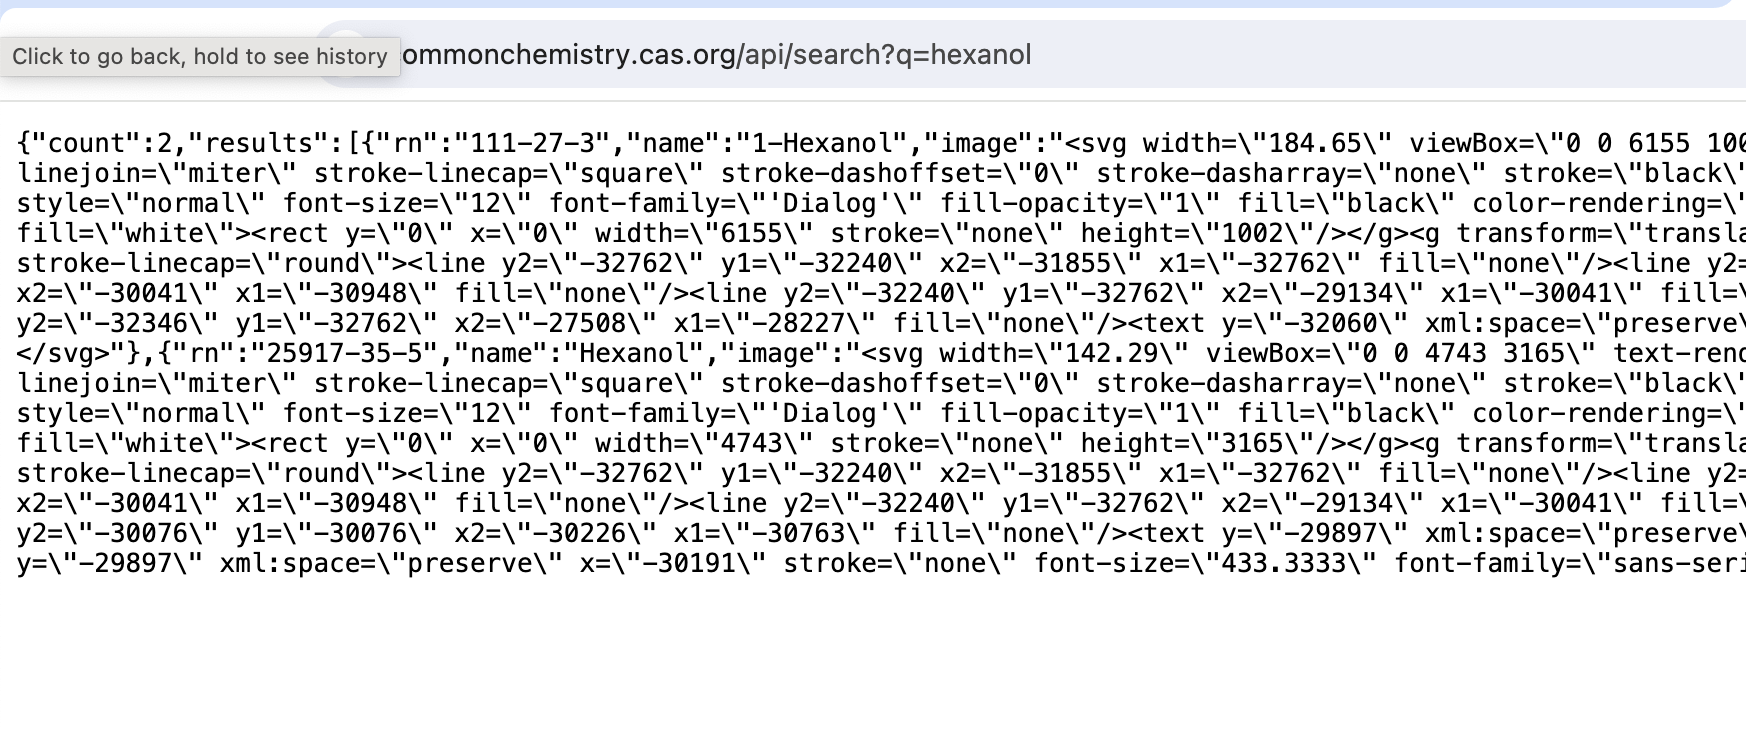 Click to go back, hold to see history
ommonchemistry.cas.org/api/search?q=hexanol
{"count":2,"results":[{"rn":"111-27-3","name":"1-Hexanol","image":"<svg width=\"184.65\" viewBox=\"0 0 6155 100
linejoin=\"miter\" stroke-linecap=\"square\" stroke-dashoffset=\"0\" stroke-dasharray=\"none\" stroke=\"black\"
style=\"normal\" font-size=\"12\" font-family=\"'Dialog'\" fill-opacity=\"1\" fill=\"black\" color-rendering=\"
fill=\"white\"><rect y=\"0\" x=\"0\" width=\"6155\" stroke=\"none\" height=\"1002\"/></g><g transform=\"transla
stroke-linecap=\"round\"><line y2=\"-32762\" y1=\"-32240\" x2=\"-31855\" x1=\"-32762\" fill=\"none\"/><line y2=
x2=\"-30041\" x1=\"-30948\" fill=\"none\"/><line y2=\"-32240\" y1=\"-32762\" x2=\"-29134\" x1=\"-30041\" fill=\
y2=\"-32346\" y1=\"-32762\" x2=\"-27508\" x1=\"-28227\" fill=\"none\"/><text y=\"-32060\" xml:space=\"preserve\
</svg>"},{"rn":"25917-35-5","name":"Hexanol","image":"<svg width=\"142.29\" viewBox=\"0 0 4743 3165\" text-rend
linejoin=\"miter\" stroke-linecap=\"square\" stroke-dashoffset=\"0\" stroke-dasharray=\"none\" stroke=\"black\"
style=\"normal\" font-size=\"12\" font-family=\"'Dialog'\" fill-opacity=\"1\" fill=\"black\" color-rendering=\"
fill=\"white\"><rect y=\"0\" x=\"0\" width=\"4743\" stroke=\"none\" height=\"3165\"/></g><g transform=\"transla
stroke-linecap=\"round\"><line y2=\"-32762\" y1=\"-32240\" x2=\"-31855\" x1=\"-32762\" fill=\"none\"/><line y2=
x2=\"-30041\" x1=\"-30948\" fill=\"none\"/><line y2=\"-32240\" y1=\"-32762\" x2=\"-29134\" x1=\"-30041\" fill=\
y2=\"-30076\" y1=\"-30076\" x2=\"-30226\" x1=\"-30763\" fill=\"none\"/><text y=\"-29897\" xml:space=\"preserve\
y=\"-29897\" xml:space=\"preserve\" x=\"-30191\" stroke=\"none\" font-size=\"433.3333\" font-family=\"sans-seri